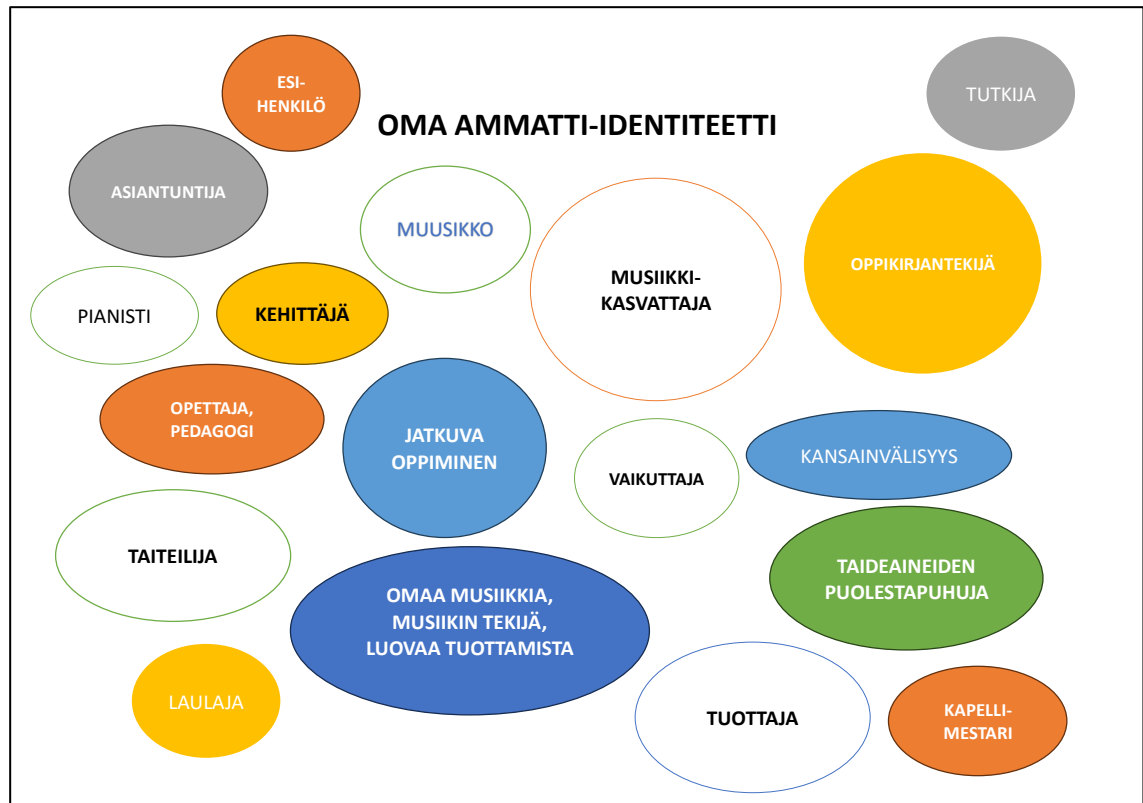 ESI-
HENKILÖ
TUTKIJA
OMA AMMATTI-IDENTITEETTI
ASIANTUNTIJA
MUUSIKKO
MUSIIKKI-
KASVATTAJA
OPPIKIRJANTEKIJÄ
PIANISTI
KEHITTÄJÄ
OPETTAJA,
PEDAGOGI
JATKUVA
OPPIMINEN
VAIKUTTAJA
KANSAINVÄLISYYS
TAITEILIJA
OMAA MUSIIKKIA,
MUSIIKIN TEKIJÄ,
LUOVAA TUOTTAMISTA
TAIDEAINEIDEN
PUOLESTAPUHUJA
LAULAJA
TUOTTAJA
KAPELLI-
MESTARI